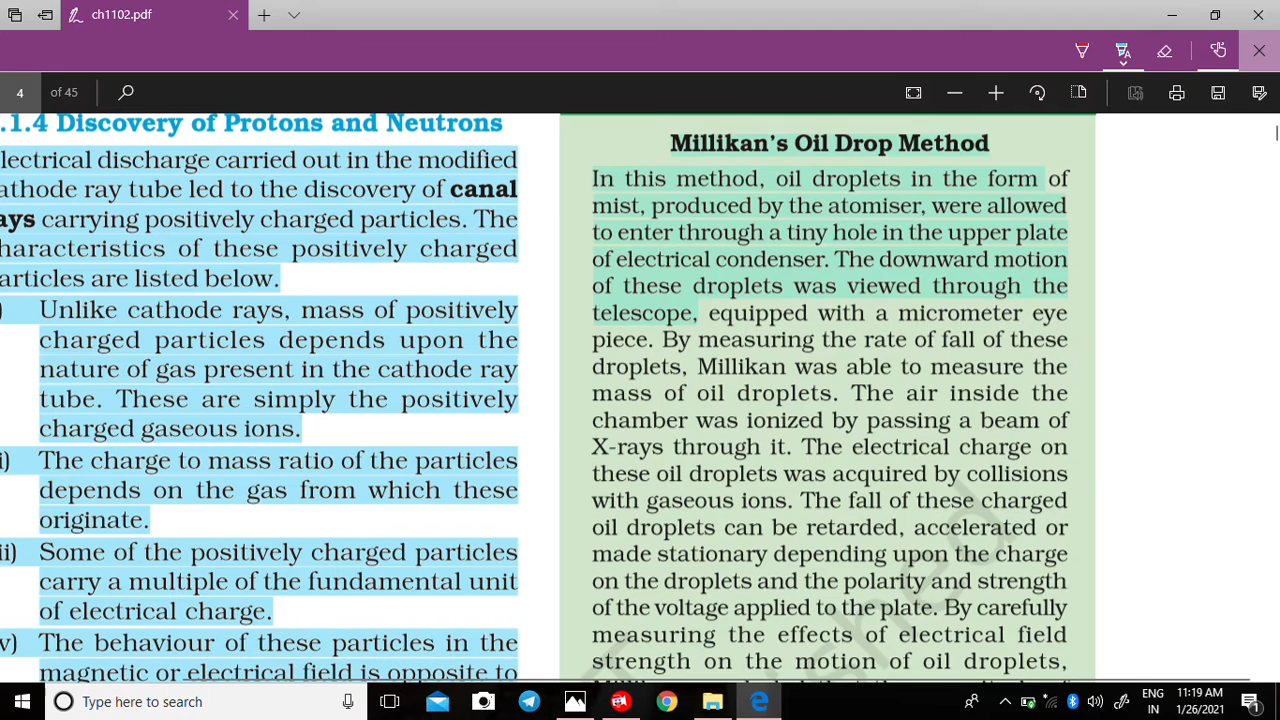 ch1102.pdf
4 of 45
.1.4 Discovery of Protons and Neutrons
lectrical discharge carried out in the modified
athode ray tube led to the discovery of canal
ays carrying positively charged particles. The
haracteristics of these positively charged
articles are listed below.
) Unlike cathode rays, mass of positively
charged particles depends upon the
nature of gas present in the cathode ray
tube. These are simply the positively
charged gaseous ions.
i) The charge to mass ratio of the particles
depends on the gas from which these
originate.
ii) Some of the positively charged particles
carry a multiple of the fundamental unit
of electrical charge.
v) The behaviour of these particles in the
magnetic or electrical field is opposite to
Millikan's Oil Drop Method
In this method, oil droplets in the form of
mist, produced by the atomiser, were allowed
to enter through a tiny hole in the upper plate
of electrical condenser. The downward motion
of these droplets was viewed through the
telescope, equipped with a micrometer eye
piece. By measuring the rate of fall of these
droplets, Millikan was able to measure the
mass of oil droplets. The air inside the
chamber was ionized by passing a beam of
X-rays through it. The electrical charge on
these oil droplets was acquired by collisions
with gaseous ions. The fall of these charged
oil droplets can be retarded, accelerated or
made stationary depending upon the charge
on the droplets and the polarity and strength
of the voltage applied to the plate. By carefully
measuring the effects of electrical field
strength on the motion of oil droplets,
Type here to search
ENG
IN
11:19 AM
1/26/2021